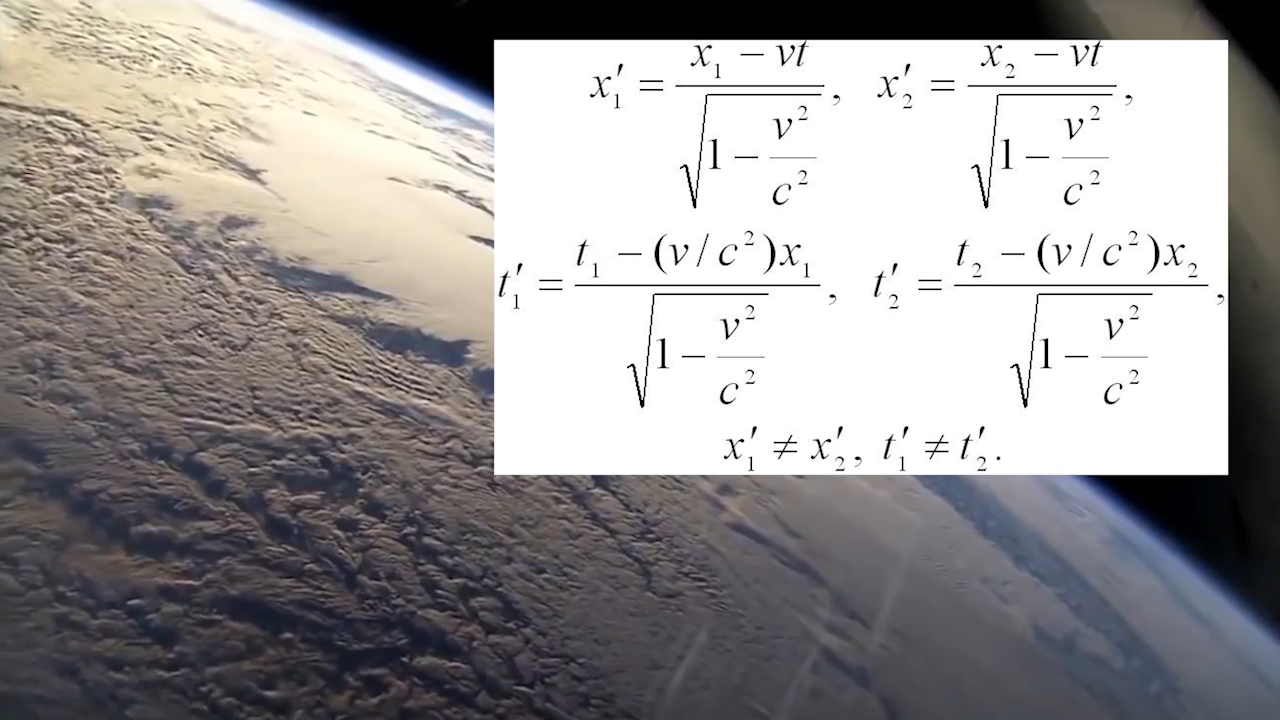 x′₁ = (x₁ − vt) / √(1 − v²/c²), x′₂ = (x₂ − vt) / √(1 − v²/c²),
t′₁ = (t₁ − (v/c²)x₁) / √(1 − v²/c²), t′₂ = (t₂ − (v/c²)x₂) / √(1 − v²/c²),
x′₁ ≠ x′₂, t′₁ ≠ t′₂.